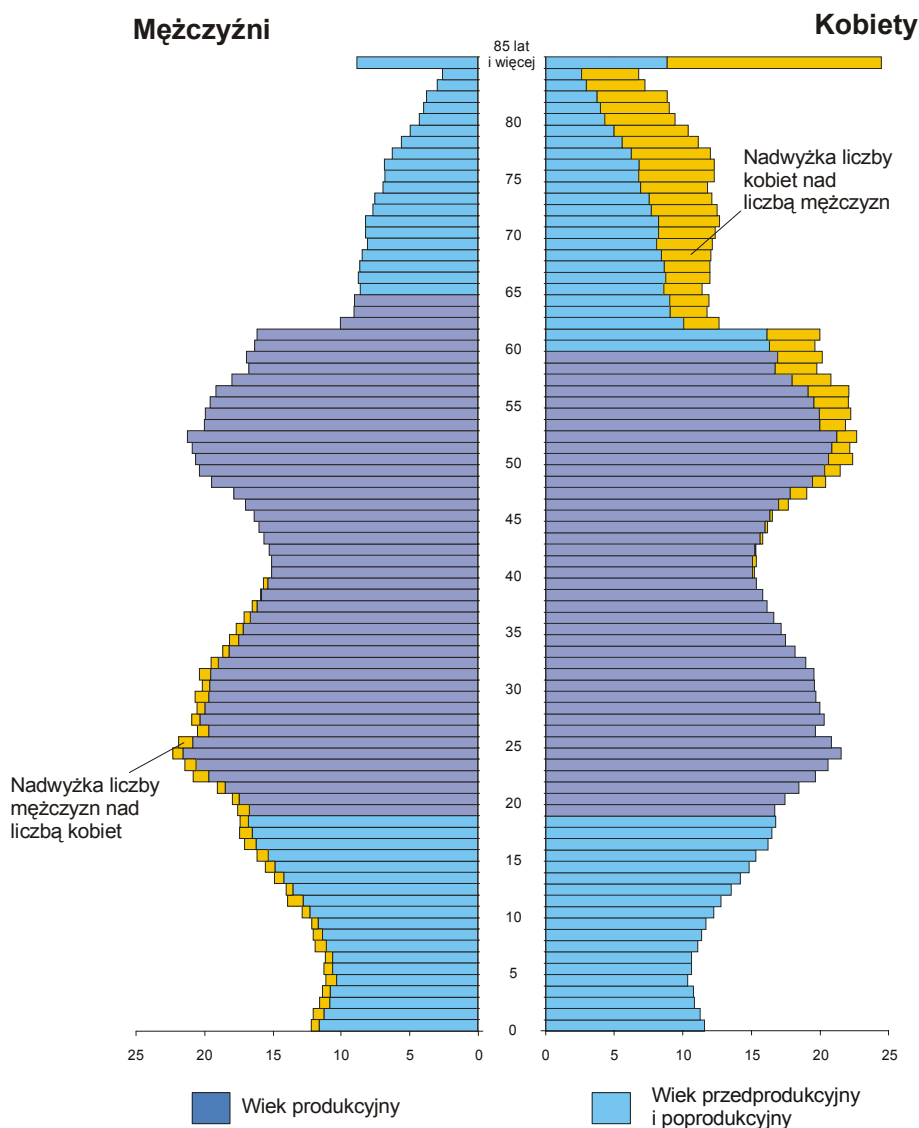 Mężczyźni
Kobiety
85 lat
i więcej
80
75
70
65
60
55
50
45
40
35
30
25
20
15
10
5
0
Nadwyżka liczby
kobiet nad
liczbą mężczyzn
Nadwyżka liczby
mężczyzn nad
liczbą kobiet
25 20 15 10 5 0
0 5 10 15 20 25
Wiek produkcyjny
Wiek przedprodukcyjny
i poprodukcyjny